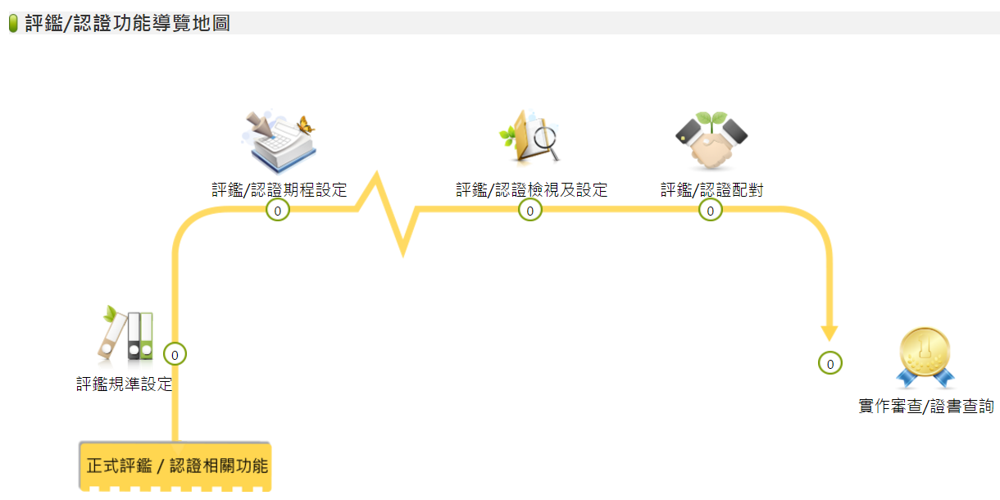 評鑑/認證功能導覽地圖
評鑑/認證期程設定
評鑑/認證檢視及設定
評鑑/認證配對
0
0
0
0
0
評鑑規準設定
實作審查/證書查詢
正式評鑑 / 認證相關功能